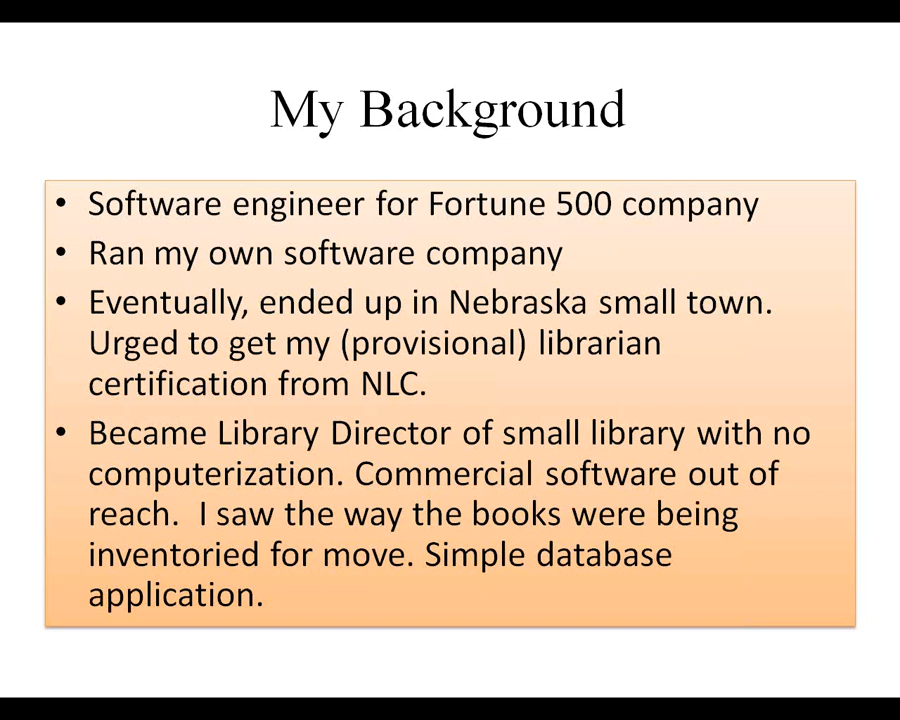 My Background
• Software engineer for Fortune 500 company
• Ran my own software company
• Eventually, ended up in Nebraska small town.
Urged to get my (provisional) librarian
certification from NLC.
• Became Library Director of small library with no
computerization. Commercial software out of
reach.  I saw the way the books were being
inventoried for move. Simple database
application.